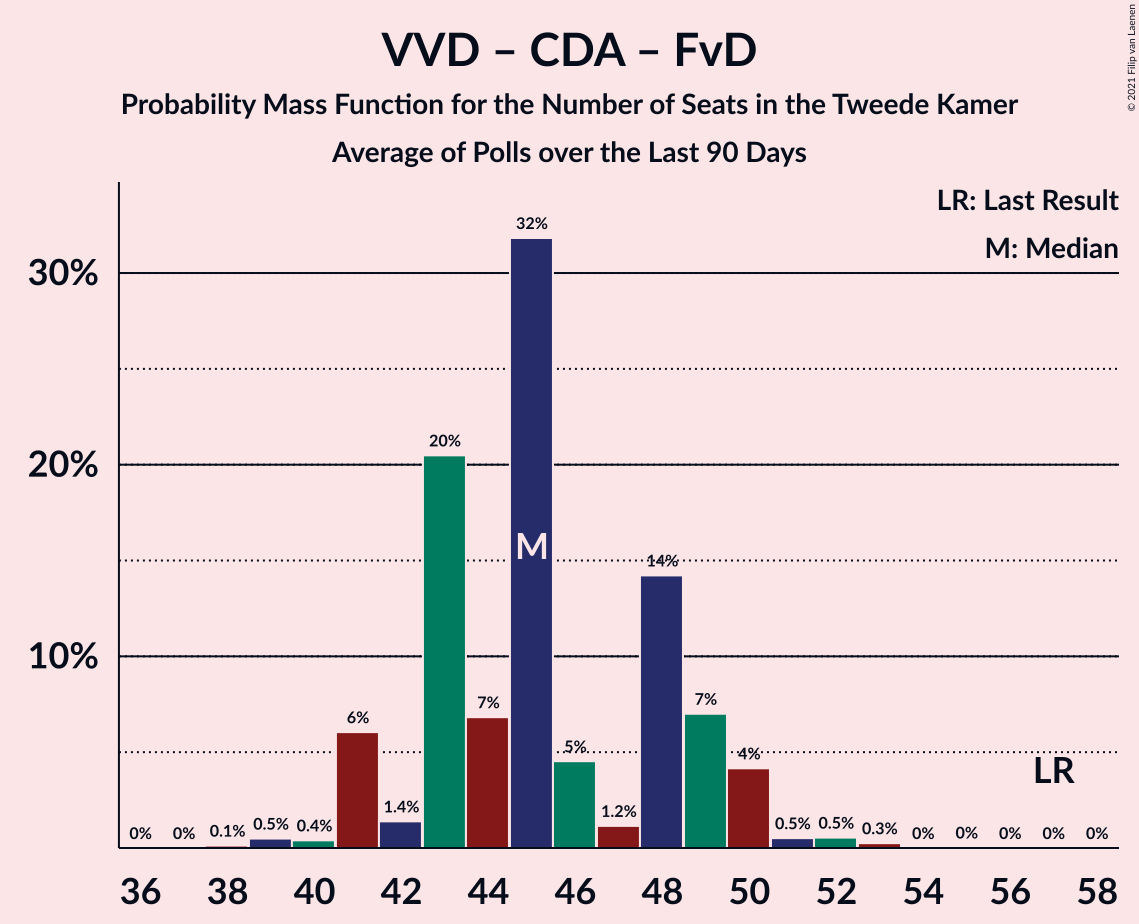 VVD – CDA – FvD
Probability Mass Function for the Number of Seats in the Tweede Kamer
Average of Polls over the Last 90 Days
© 2021 Filip van Laenen
LR: Last Result
M: Median
30%
20%
10%
0%
0%
0.1%
0.5%
0.4%
6%
1.4%
20%
7%
32%
5%
1.2%
14%
7%
4%
0.5%
0.5%
0.3%
0%
0%
0%
0%
0%
M
LR
36 38 40 42 44 46 48 50 52 54 56 58